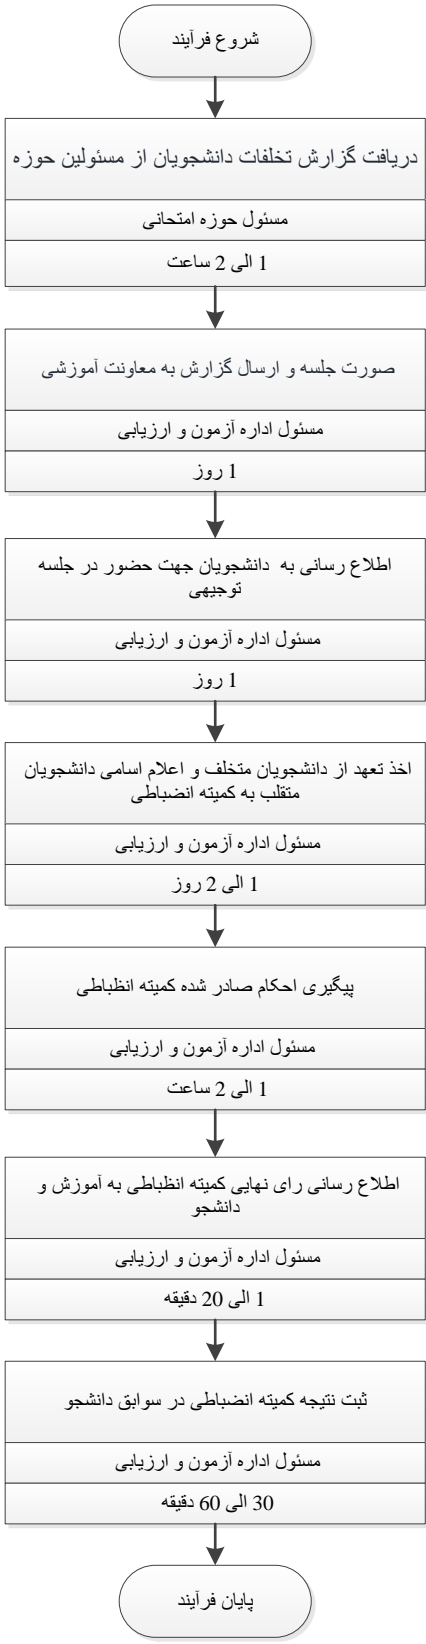 شروع فرآیند
دریافت گزارش تخلفات دانشجویان از مسئولین حوزه
مسئول حوزه امتحانی
1 الی 2 ساعت
صورت جلسه و ارسال گزارش به معاونت آموزشی
مسئول اداره آزمون و ارزیابی
1 روز
اطلاع رسانی به دانشجویان جهت حضور در جلسه
توجیهی
مسئول اداره آزمون و ارزیابی
1 روز
اخذ تعهد از دانشجویان متخلف و اعلام اسامی دانشجویان
متقلب به کمیته انضباطی
مسئول اداره آزمون و ارزیابی
1 الی 2 روز
پیگیری احکام صادر شده کمیته انظباطی
مسئول اداره آزمون و ارزیابی
1 الی 2 ساعت
اطلاع رسانی رای نهایی کمیته انظباطی به آموزش و
دانشجو
مسئول اداره آزمون و ارزیابی
1 الی 20 دقیقه
ثبت نتیجه کمیته انضباطی در سوابق دانشجو
مسئول اداره آزمون و ارزیابی
30 الی 60 دقیقه
پایان فرآیند